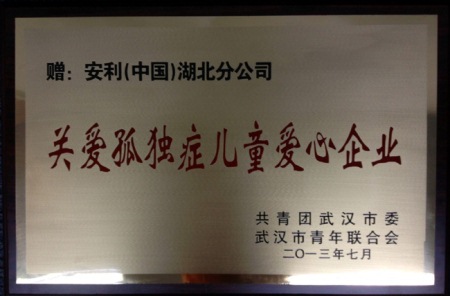 赠：安利(中国)湖北分公司
关爱孤独症儿童爱心企业
共青团武汉市委
武汉市青年联合会
二○一三年七月